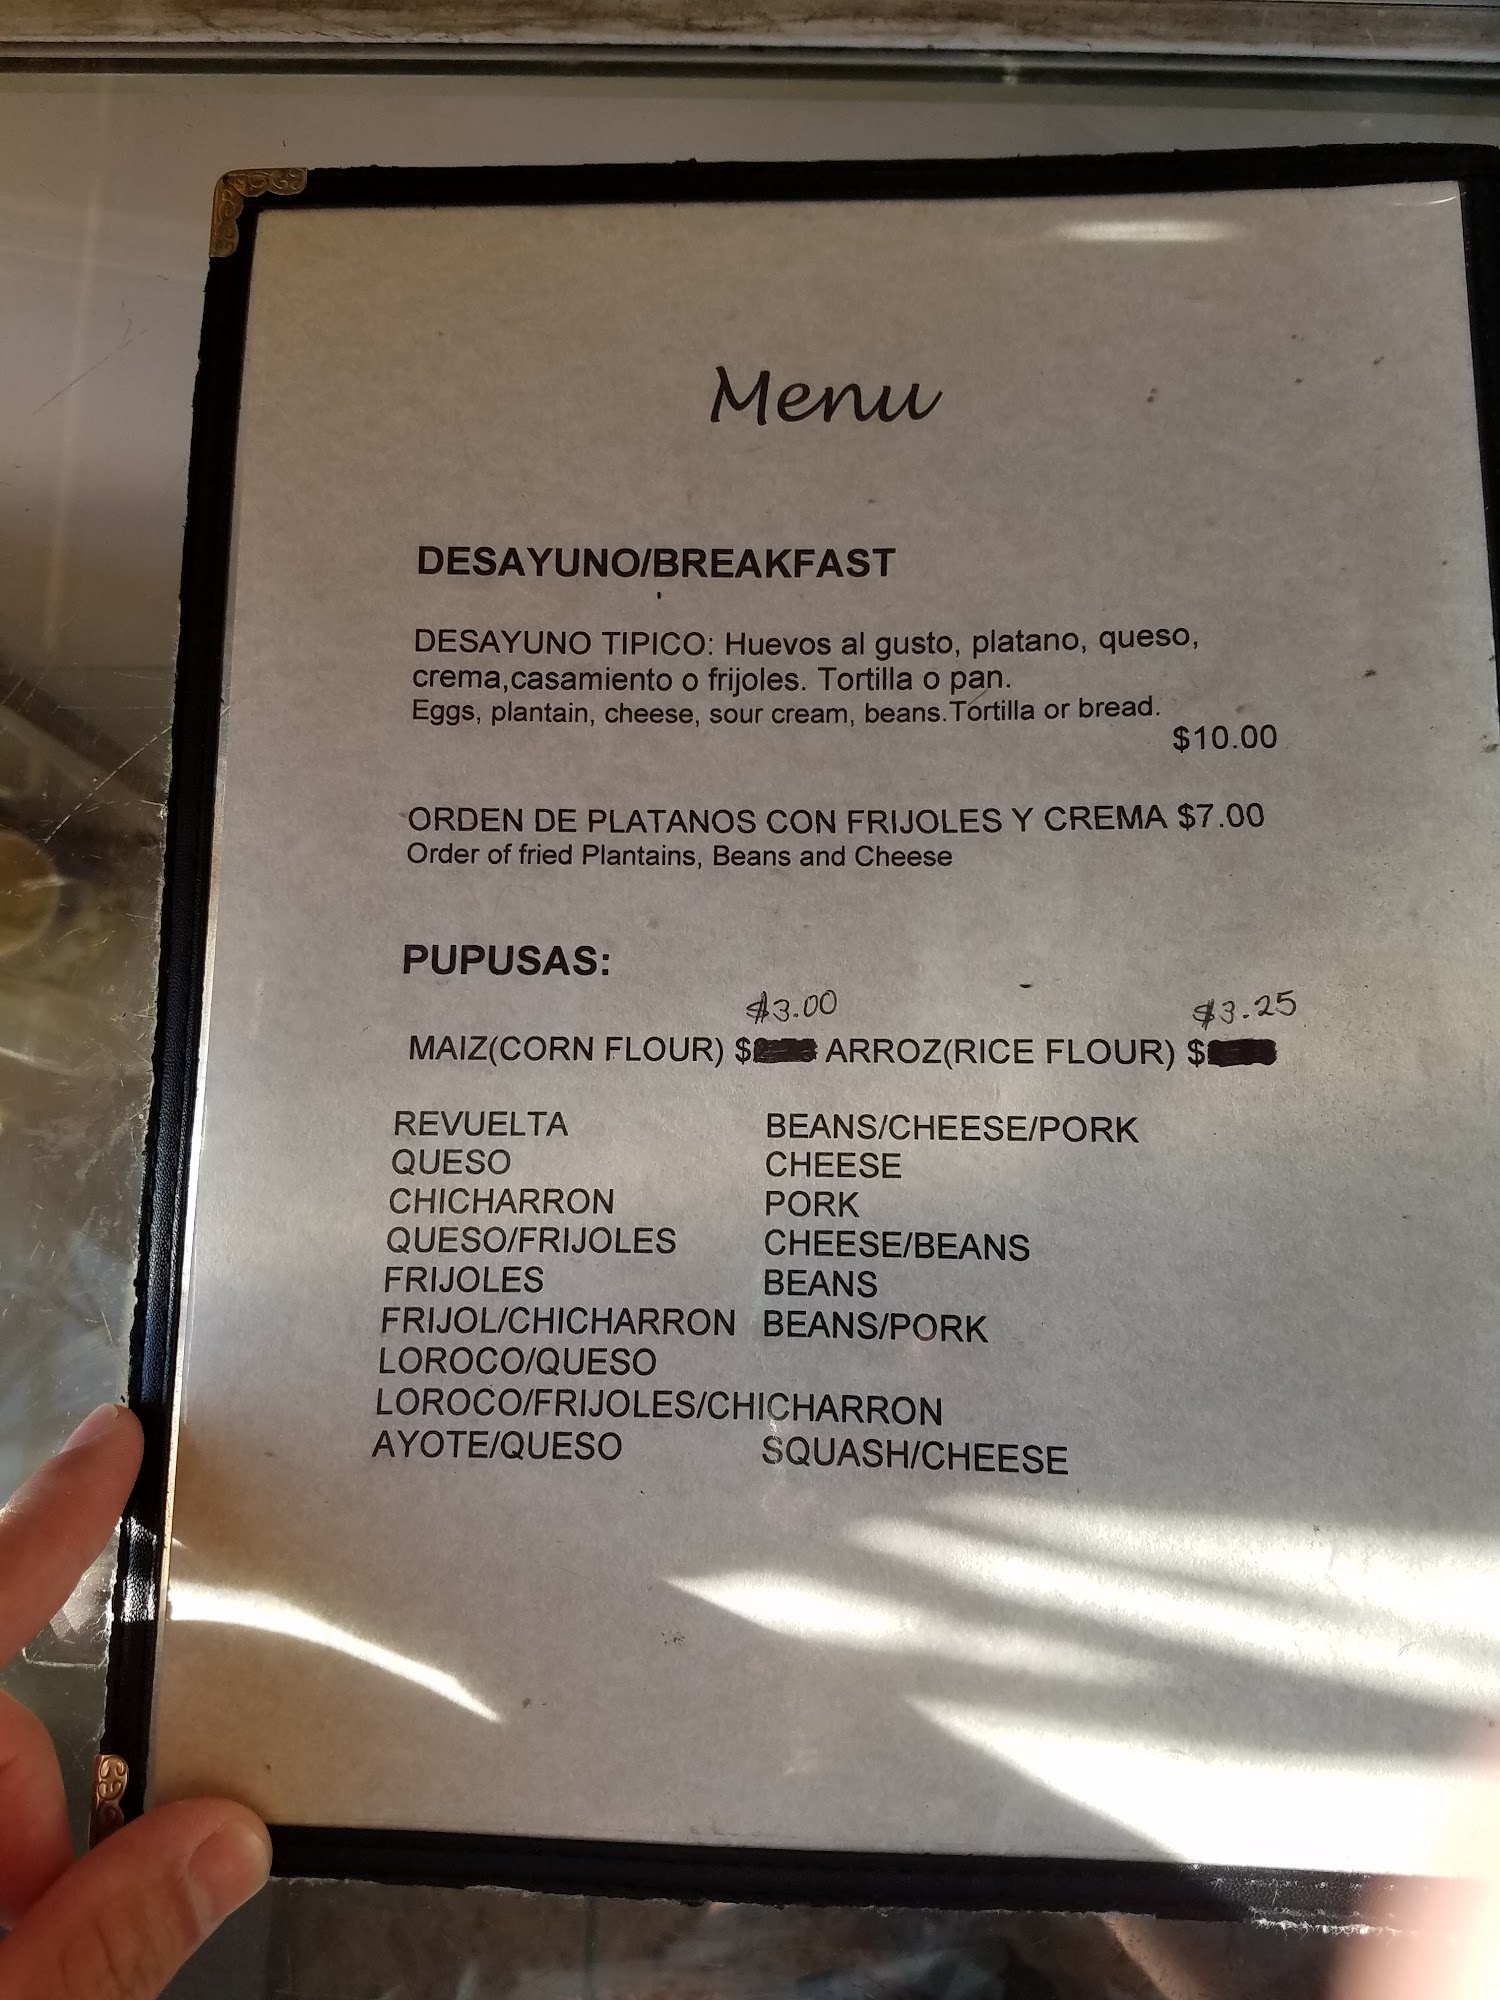 Menu
DESAYUNO/BREAKFAST
DESAYUNO TIPICO: Huevos al gusto, platano, queso,
crema,casamiento o frijoles. Tortilla o pan.
Eggs, plantain, cheese, sour cream, beans.Tortilla or bread.
$10.00
ORDEN DE PLATANOS CON FRIJOLES Y CREMA $7.00
Order of fried Plantains, Beans and Cheese
PUPUSAS:
$3.00 $3.25
MAIZ(CORN FLOUR) $ ARROZ(RICE FLOUR) $
REVUELTA BEANS/CHEESE/PORK
QUESO CHEESE
CHICHARRON PORK
QUESO/FRIJOLES CHEESE/BEANS
FRIJOLES BEANS
FRIJOL/CHICHARRON BEANS/PORK
LOROCO/QUESO
LOROCO/FRIJOLES/CHICHARRON
AYOTE/QUESO SQUASH/CHEESE